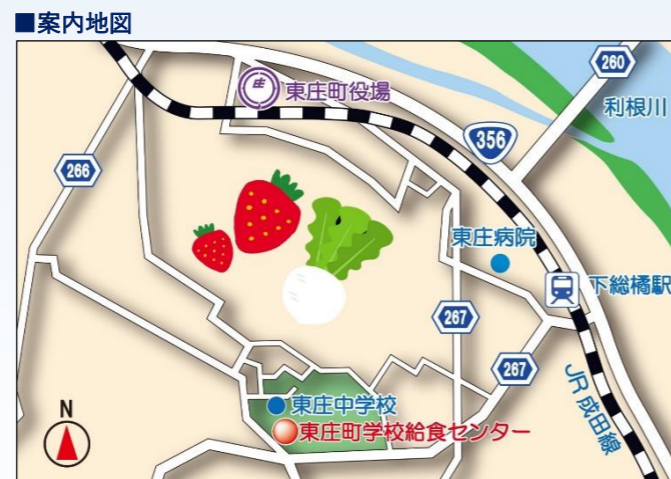 ■案内地図
260
東庄町役場
利根川
356
266
東庄病院
下総橘駅
267
267
JR成田線
N
東庄中学校
東庄町学校給食センター